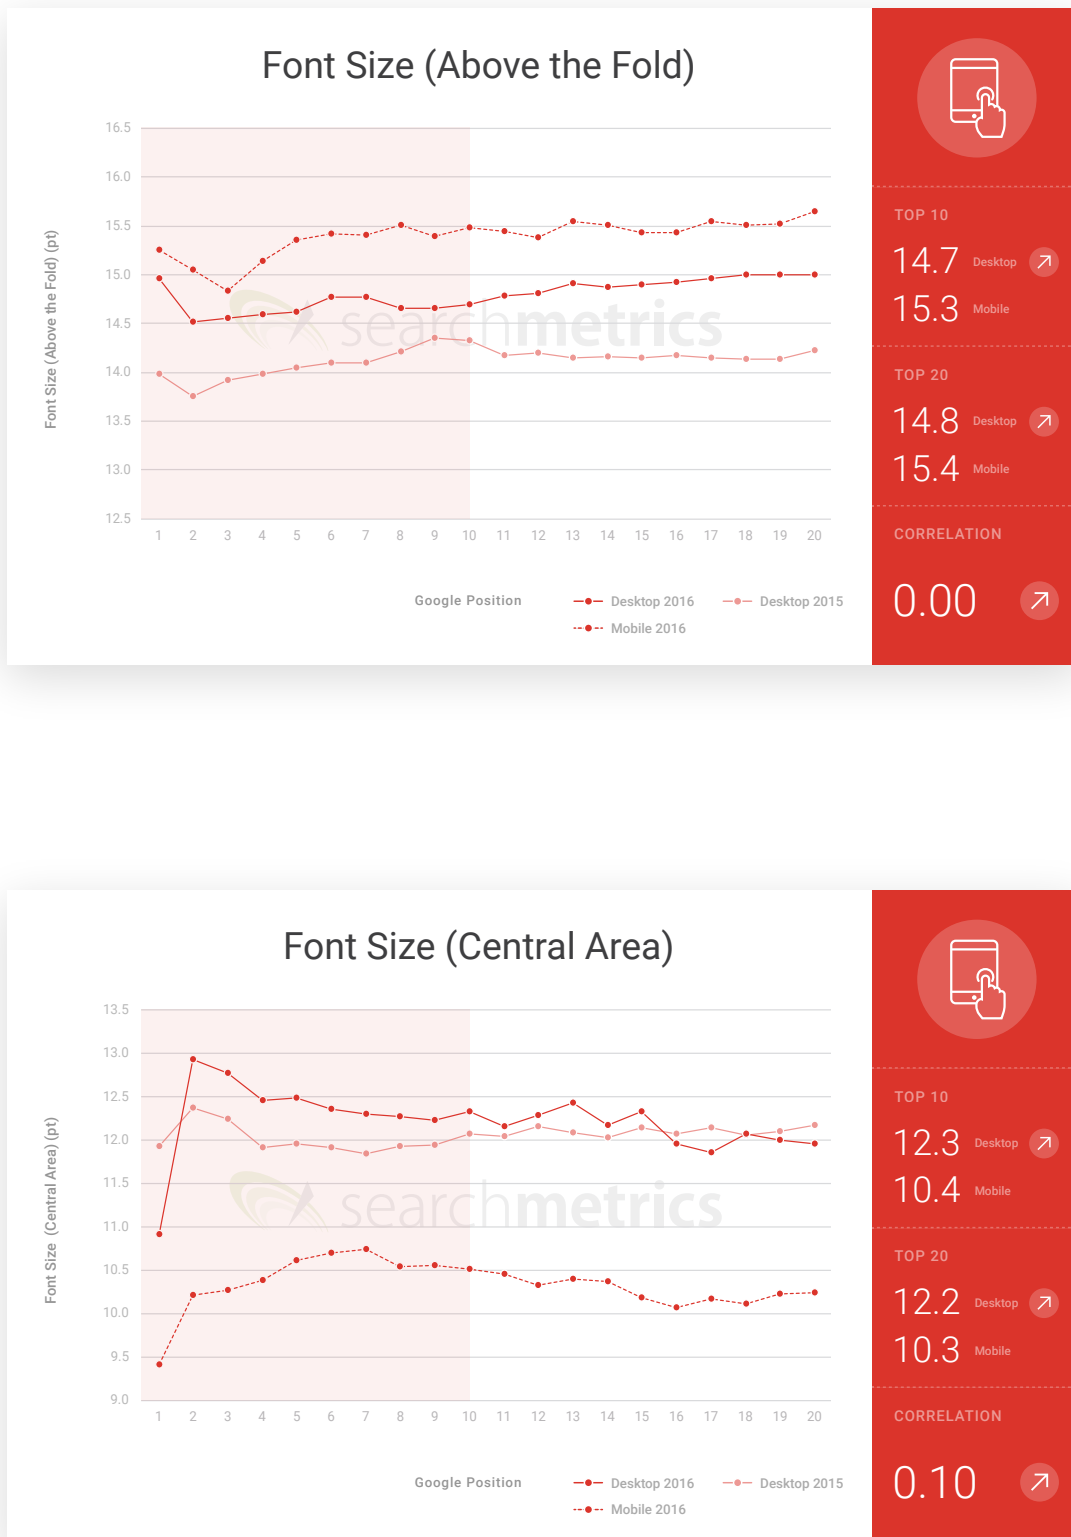 Font Size (Above the Fold)
Font Size (Above the Fold) (pt)
16.5
16.0
15.5
15.0
14.5
14.0
13.5
13.0
12.5
searchmetrics
1 2 3 4 5 6 7 8 9 10 11 12 13 14 15 16 17 18 19 20
Google Position
Desktop 2016
Desktop 2015
Mobile 2016
TOP 10
14.7 Desktop
15.3 Mobile
TOP 20
14.8 Desktop
15.4 Mobile
CORRELATION
0.00
Font Size (Central Area)
Font Size (Central Area) (pt)
13.5
13.0
12.5
12.0
11.5
11.0
10.5
10.0
9.5
9.0
searchmetrics
1 2 3 4 5 6 7 8 9 10 11 12 13 14 15 16 17 18 19 20
Google Position
Desktop 2016
Desktop 2015
Mobile 2016
TOP 10
12.3 Desktop
10.4 Mobile
TOP 20
12.2 Desktop
10.3 Mobile
CORRELATION
0.10